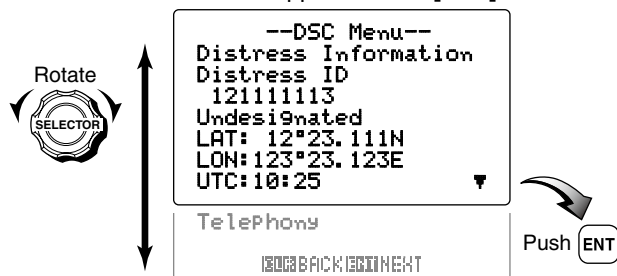 Rotate
SELECTOR
--DSC Menu--
Distress Information
Distress ID
121111113
Undesignated
LAT: 12°23.111N
LON:123°23.123E
UTC:10:25 ▼
Telephony
BACK NEXT
Push ENT